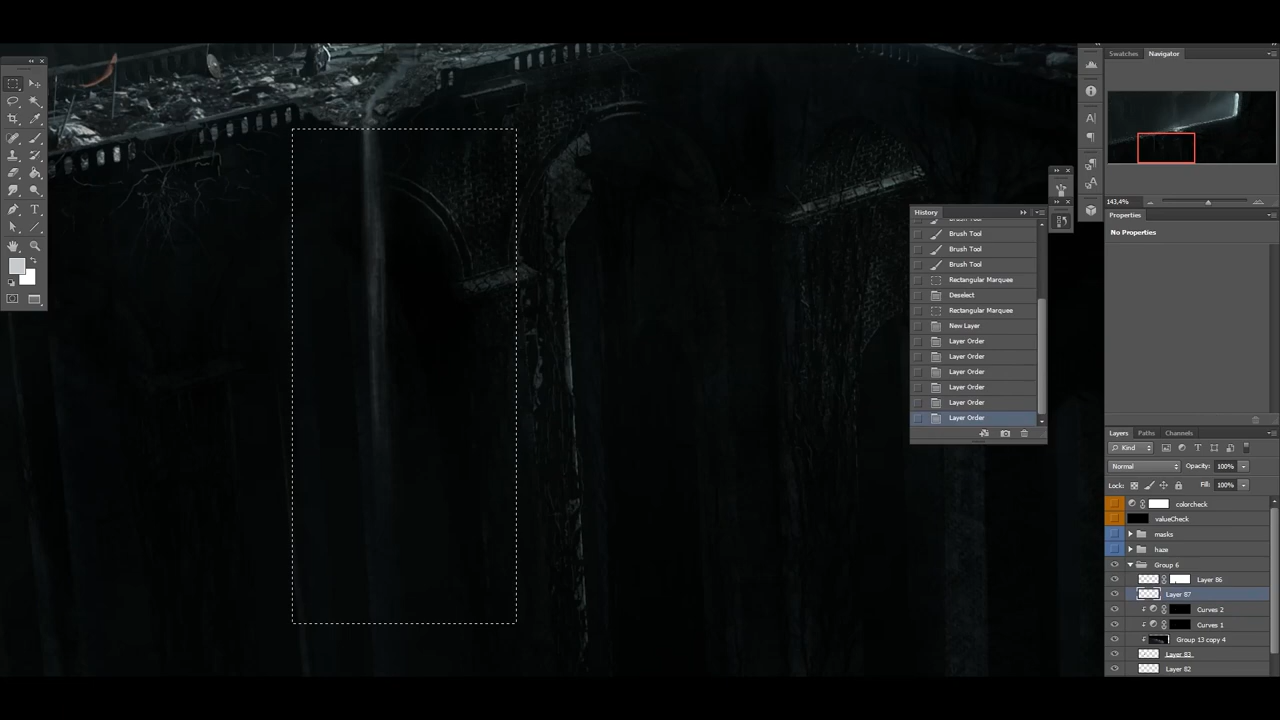 Swatches Navigator
143,4%
Properties
No Properties
History
Brush Tool
Brush Tool
Brush Tool
Brush Tool
Rectangular Marquee
Deselect
Rectangular Marquee
New Layer
Layer Order
Layer Order
Layer Order
Layer Order
Layer Order
Layer Order
Layers Paths Channels
Kind
Normal Opacity: 100%
Lock: Fill: 100%
colorcheck
valueCheck
masks
haze
Group 6
Layer 86
Layer 87
Curves 2
Curves 1
Group 13 copy 4
Layer 83
Layer 82